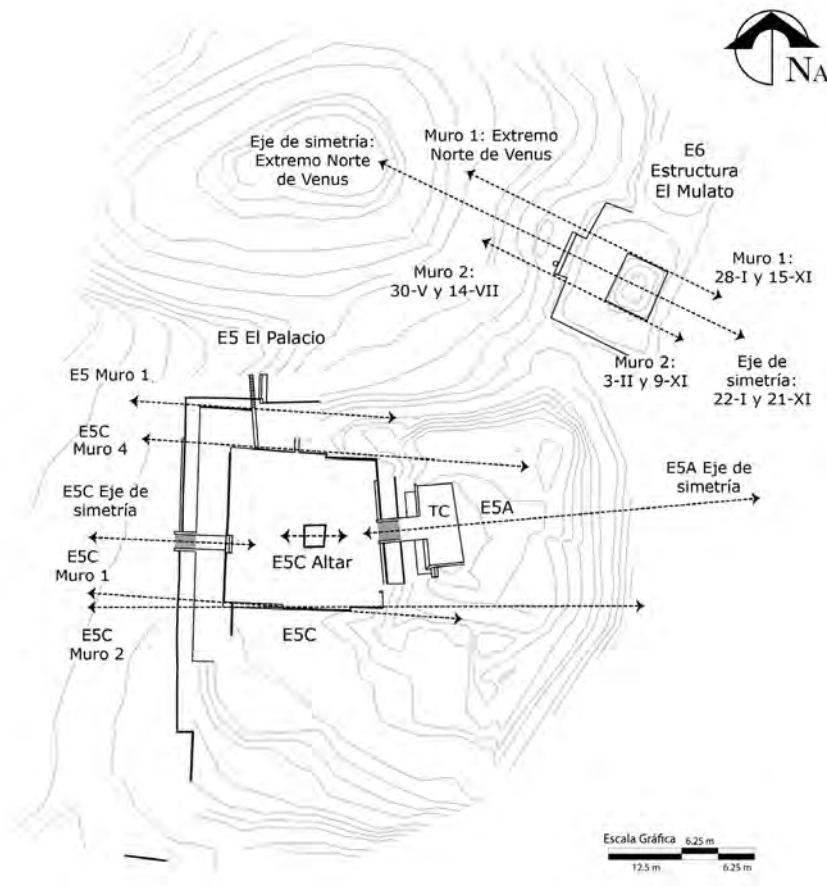 NA
Eje de simetría:
Extremo Norte
de Venus
Muro 1: Extremo
Norte de Venus
E6
Estructura
El Mulato
Muro 2:
30-V y 14-VII
Muro 1:
28-I y 15-XI
Muro 2:
3-II y 9-XI
Eje de
simetría:
22-I y 21-XI
E5 El Palacio
E5 Muro 1
E5C
Muro 4
E5C Eje de
simetría
E5C
Muro 1
E5C
Muro 2
E5C Altar
E5C
TC
E5A
E5A Eje de
simetría
Escala Gráfica
6.25 m
12.5 m
6.25 m